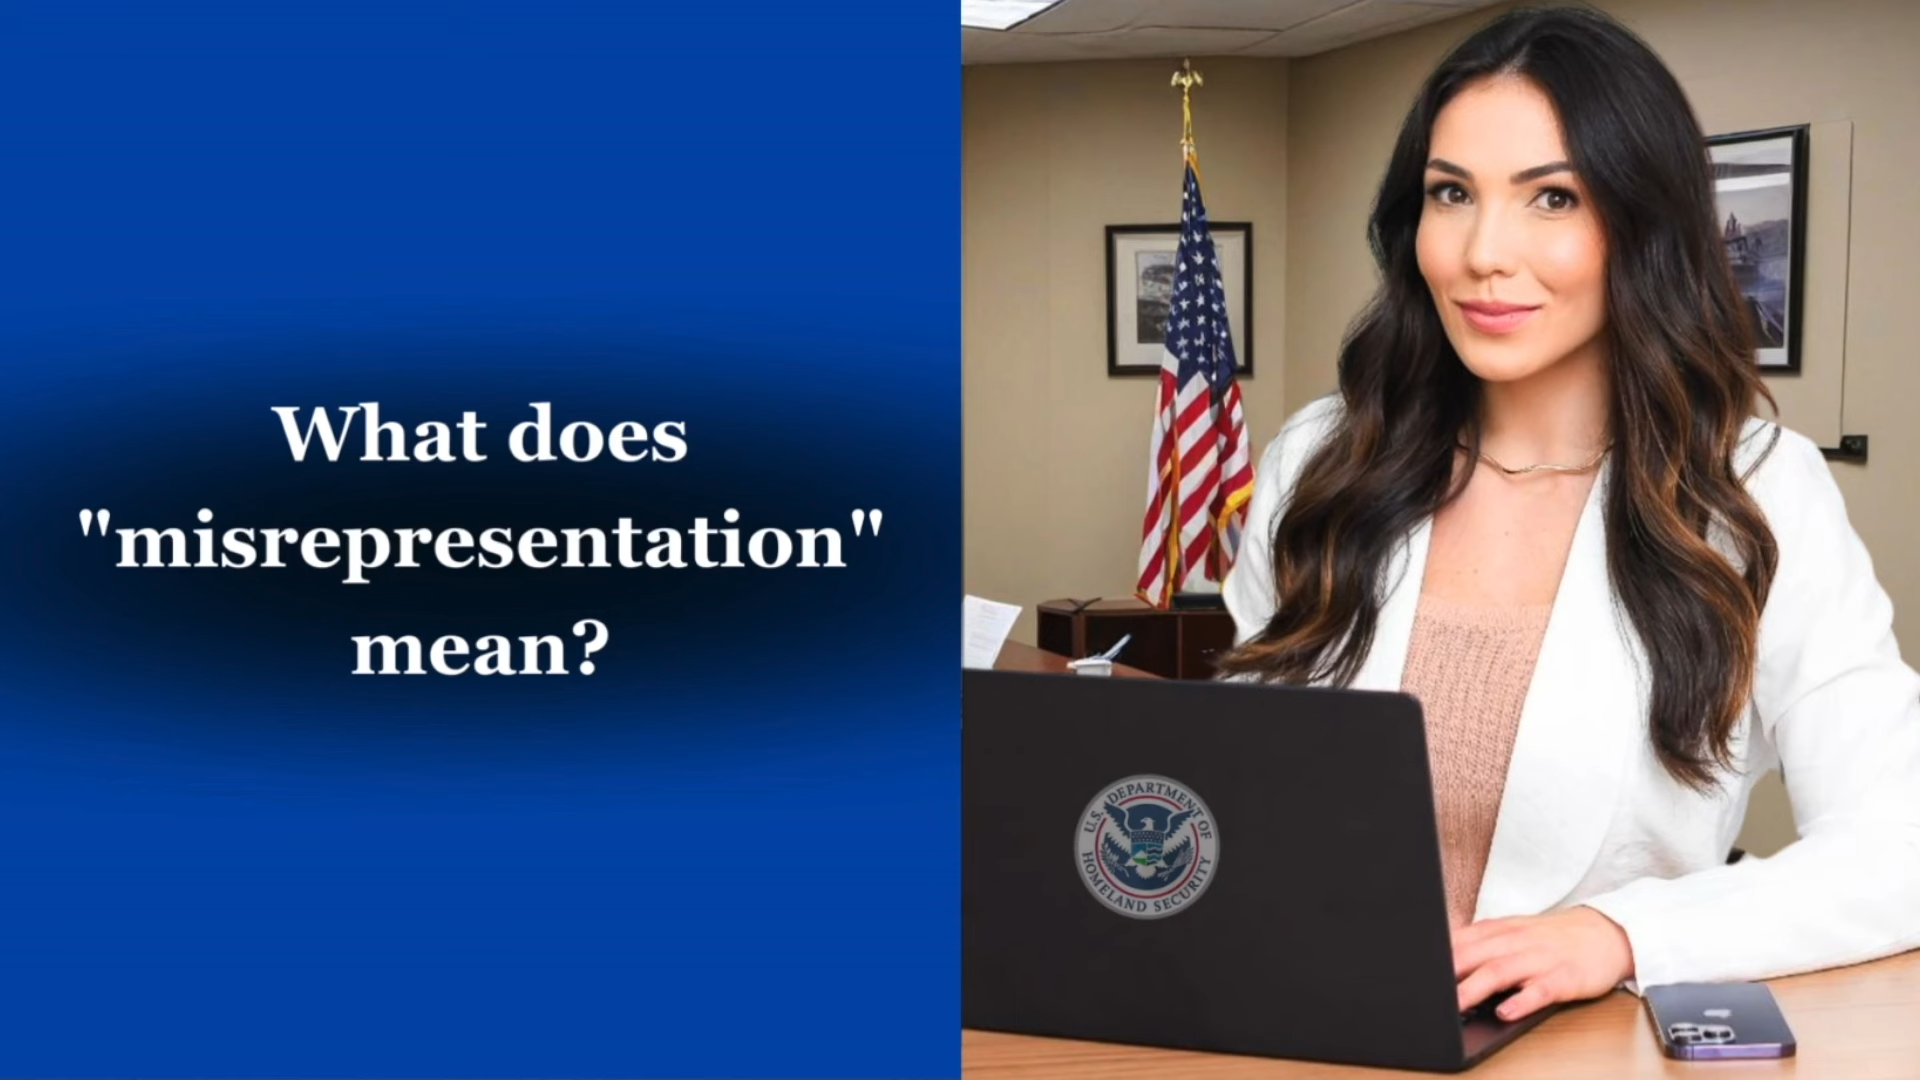 What does
"misrepresentation"
mean?
U.S. DEPARTMENT OF
HOMELAND SECURITY